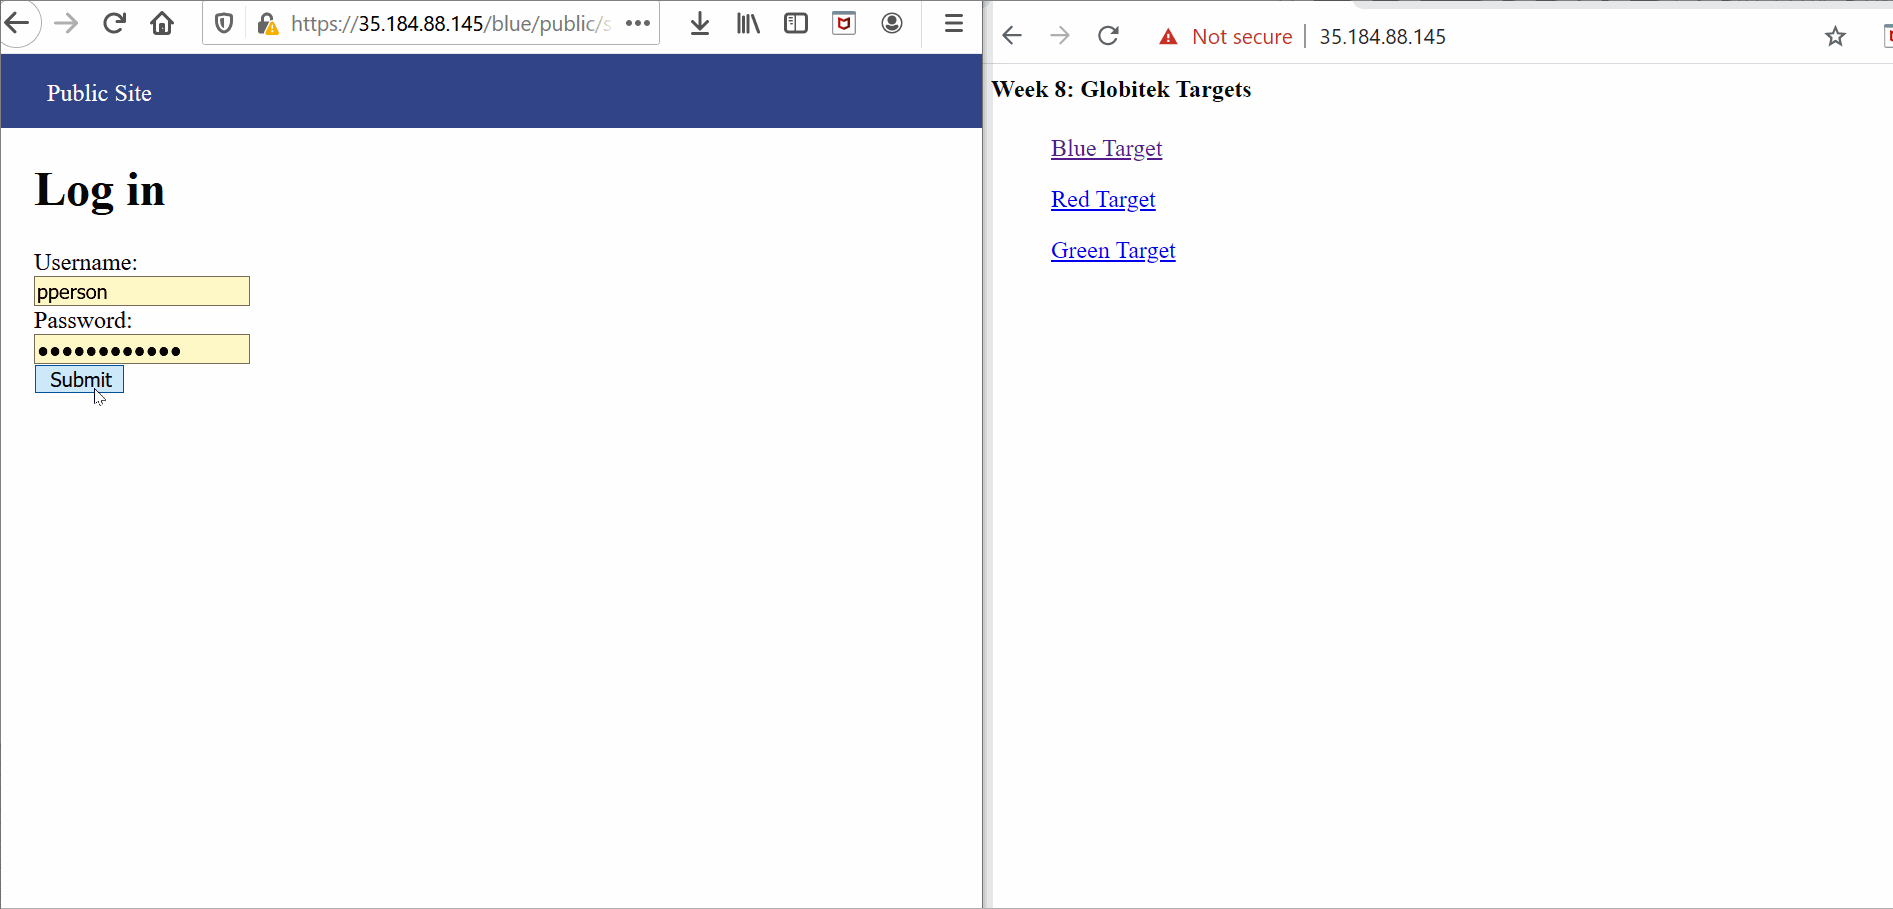 https://35.184.88.145/blue/public/s
Public Site
Log in
Username:
pperson
Password:
Submit
Not secure
35.184.88.145
Week 8: Globitek Targets
Blue Target
Red Target
Green Target